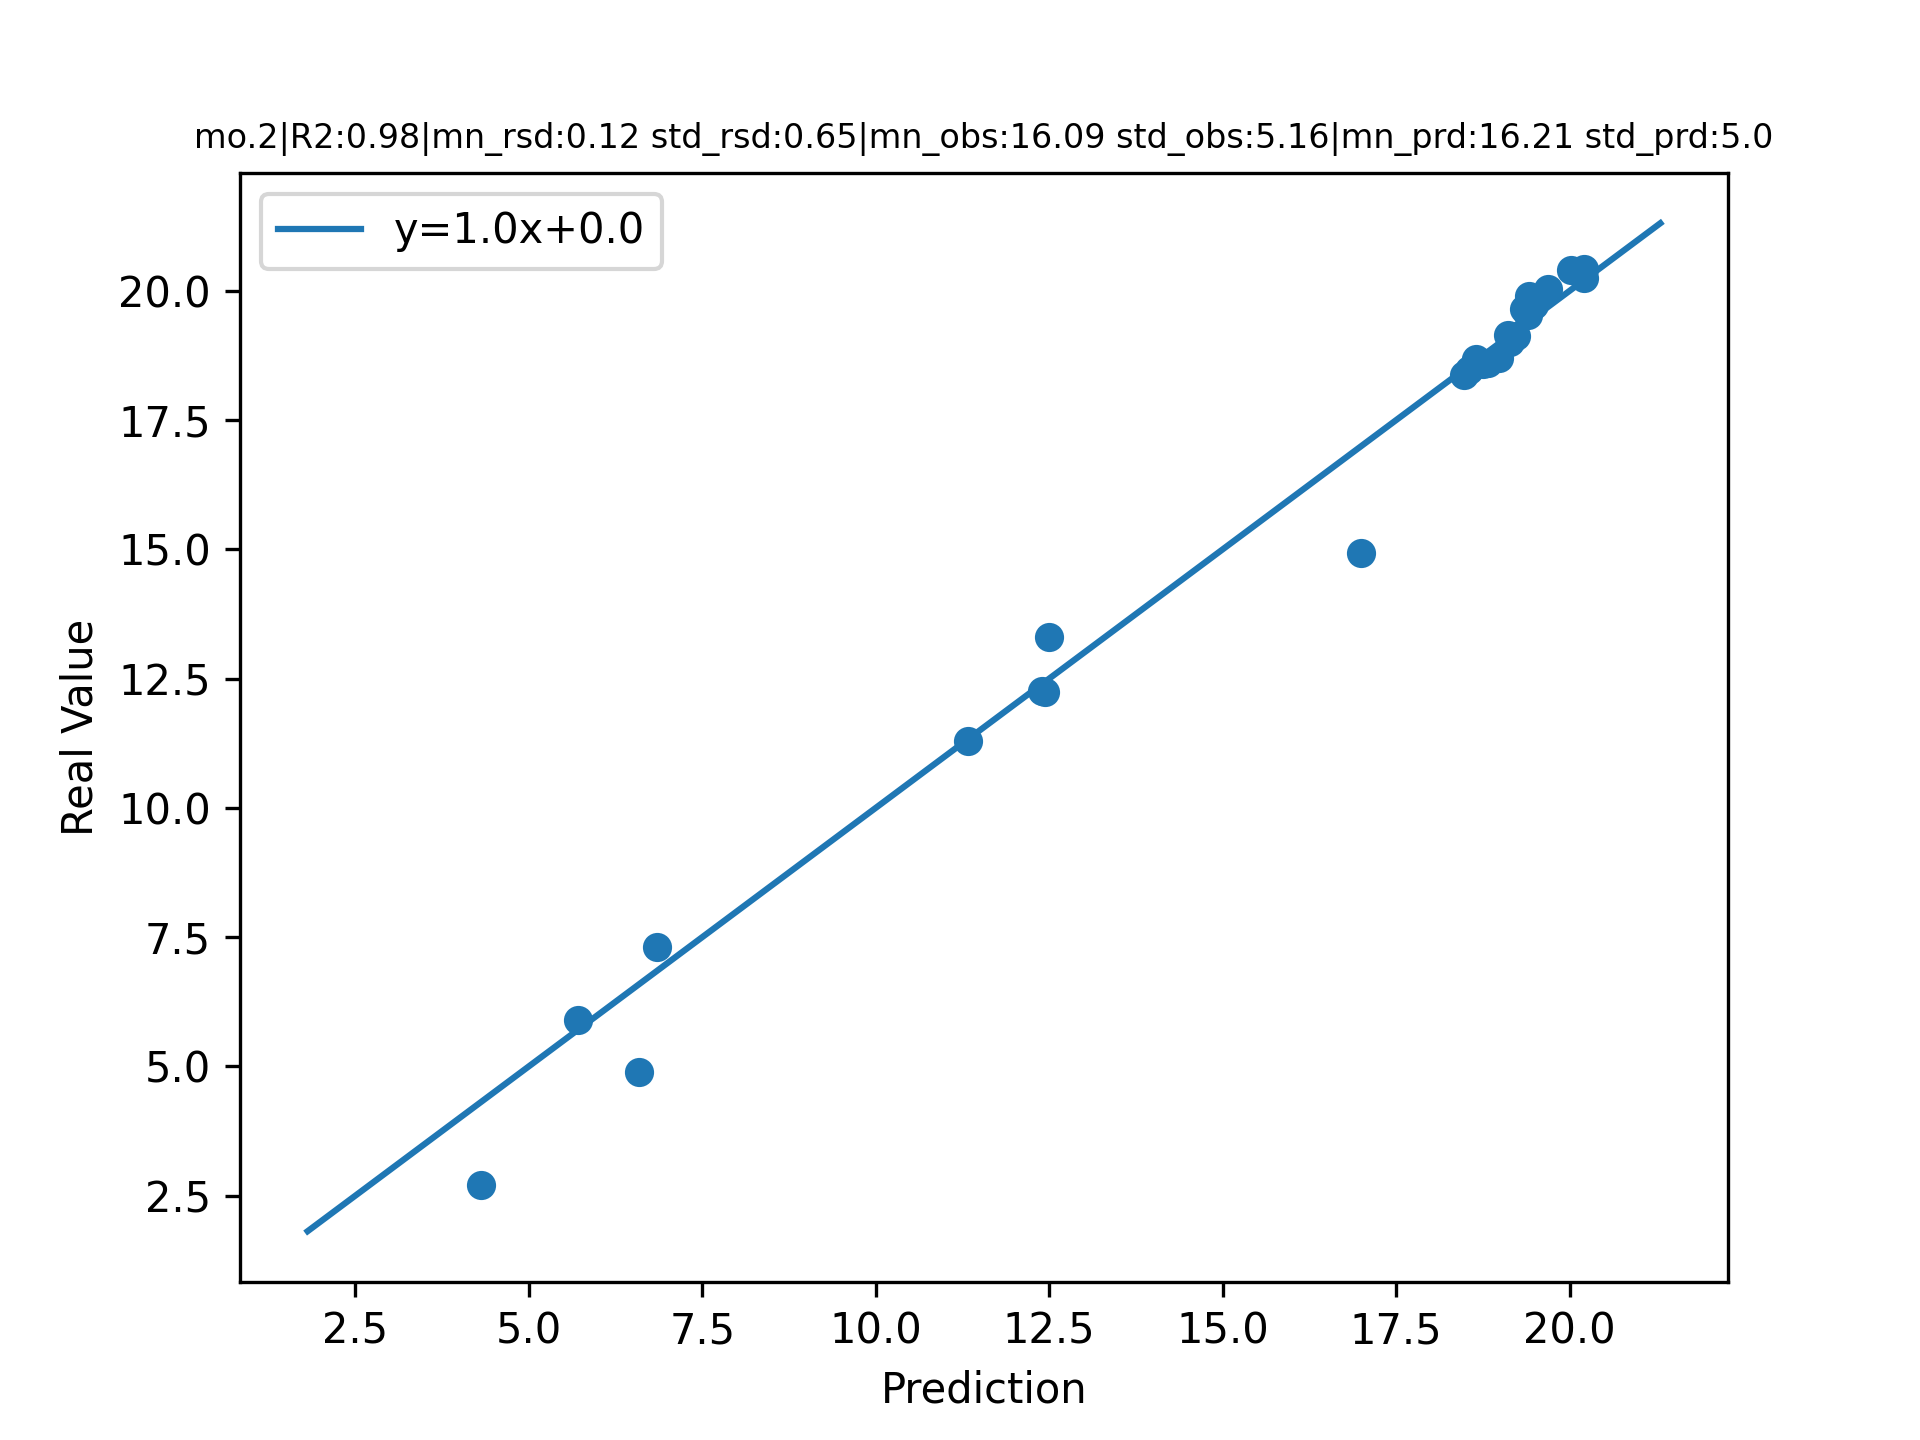 mo.2|R2:0.98|mn_rsd:0.12 std_rsd:0.65|mn_obs:16.09 std_obs:5.16|mn_prd:16.21 std_prd:5.0
y=1.0x+0.0
20.0
17.5
15.0
12.5
10.0
7.5
5.0
2.5
Real Value
2.5 5.0 7.5 10.0 12.5 15.0 17.5 20.0
Prediction